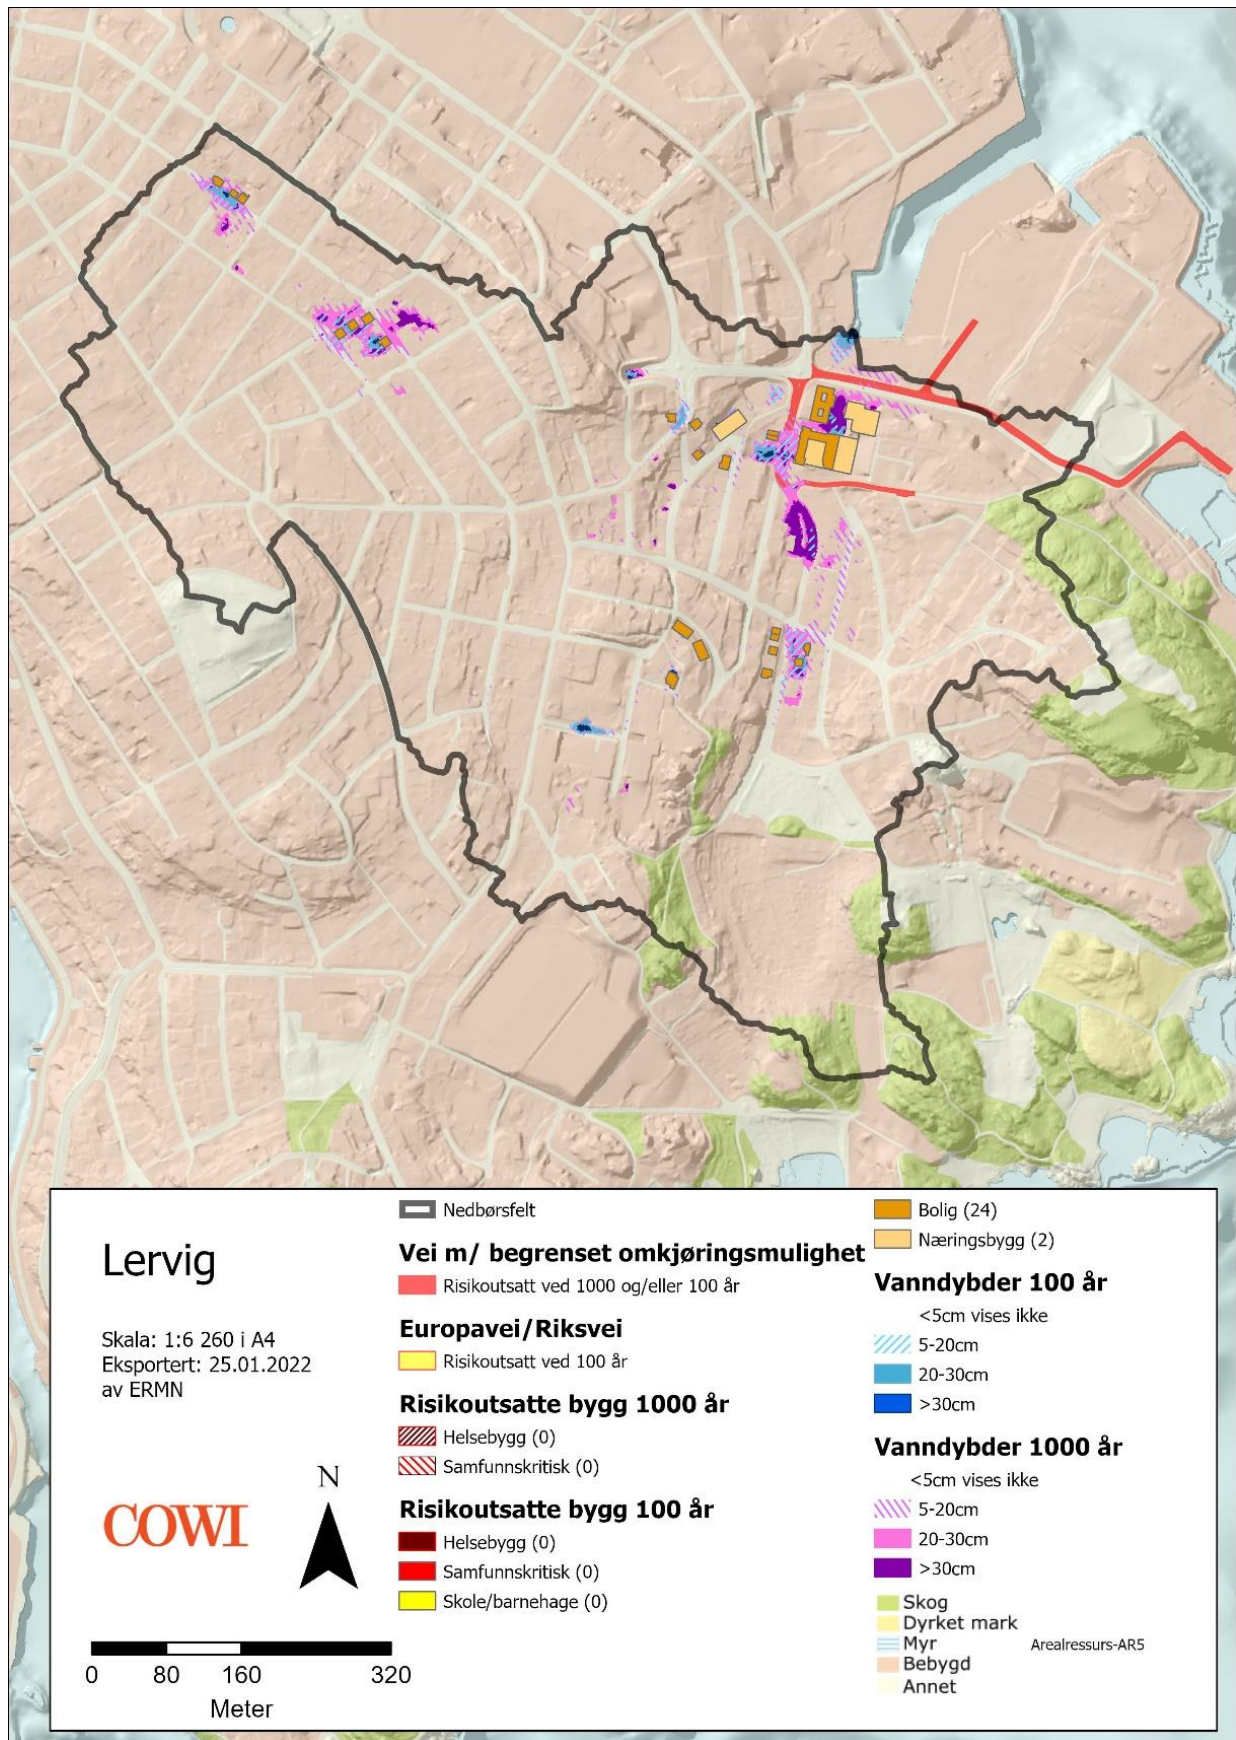 Lervig
Skala: 1:6 260 i A4
Eksportert: 25.01.2022
av ERMN
COWI
N
0 80 160 320
Meter
Nedbørsfelt
Vei m/ begrenset omkjøringsmulighet
Risikoutsatt ved 1000 og/eller 100 år
Europavei/Riksvei
Risikoutsatt ved 100 år
Risikoutsatte bygg 1000 år
Helsebygg (0)
Samfunnskritisk (0)
Risikoutsatte bygg 100 år
Helsebygg (0)
Samfunnskritisk (0)
Skole/barnehage (0)
Bolig (24)
Næringsbygg (2)
Vanndybder 100 år
<5cm vises ikke
5-20cm
20-30cm
>30cm
Vanndybder 1000 år
<5cm vises ikke
5-20cm
20-30cm
>30cm
Skog
Dyrket mark
Myr
Bebygd
Annet
Arealressurs-AR5